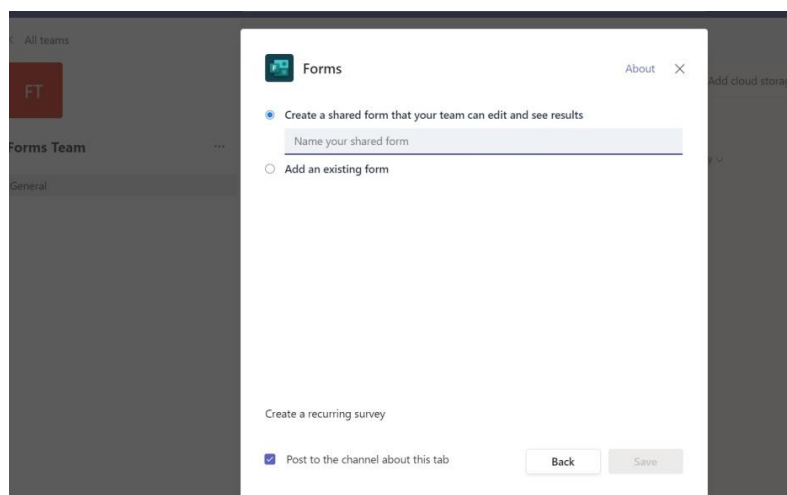 All teams
FT
Forms Team
General
Forms
About
Create a shared form that your team can edit and see results
Name your shared form
Add an existing form
Create a recurring survey
Post to the channel about this tab
Back
Save
Add cloud storag